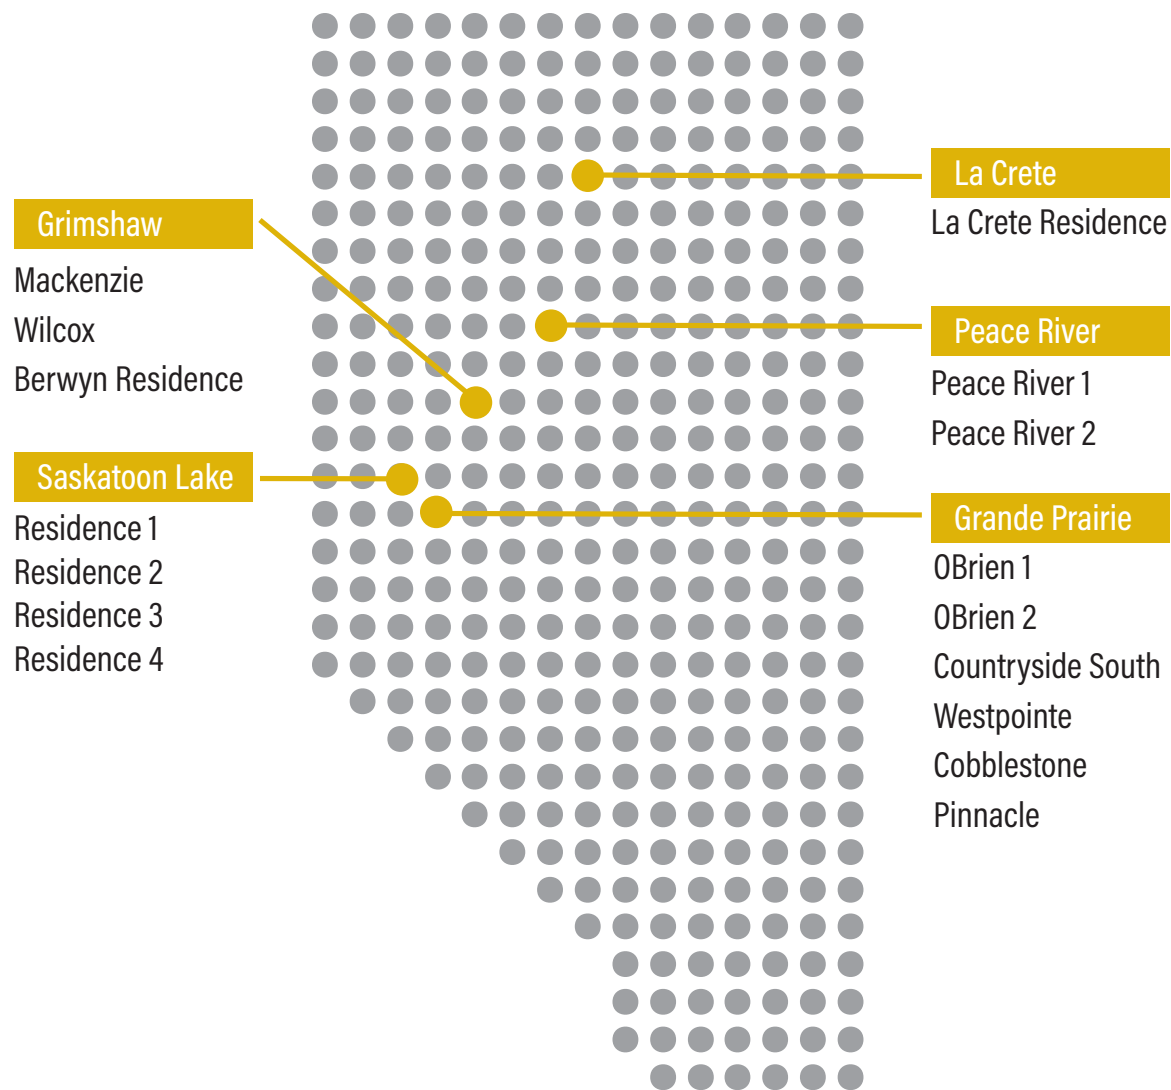 Grimshaw
Mackenzie
Wilcox
Berwyn Residence
Saskatoon Lake
Residence 1
Residence 2
Residence 3
Residence 4
La Crete
La Crete Residence
Peace River
Peace River 1
Peace River 2
Grande Prairie
OBrien 1
OBrien 2
Countryside South
Westpointe
Cobblestone
Pinnacle